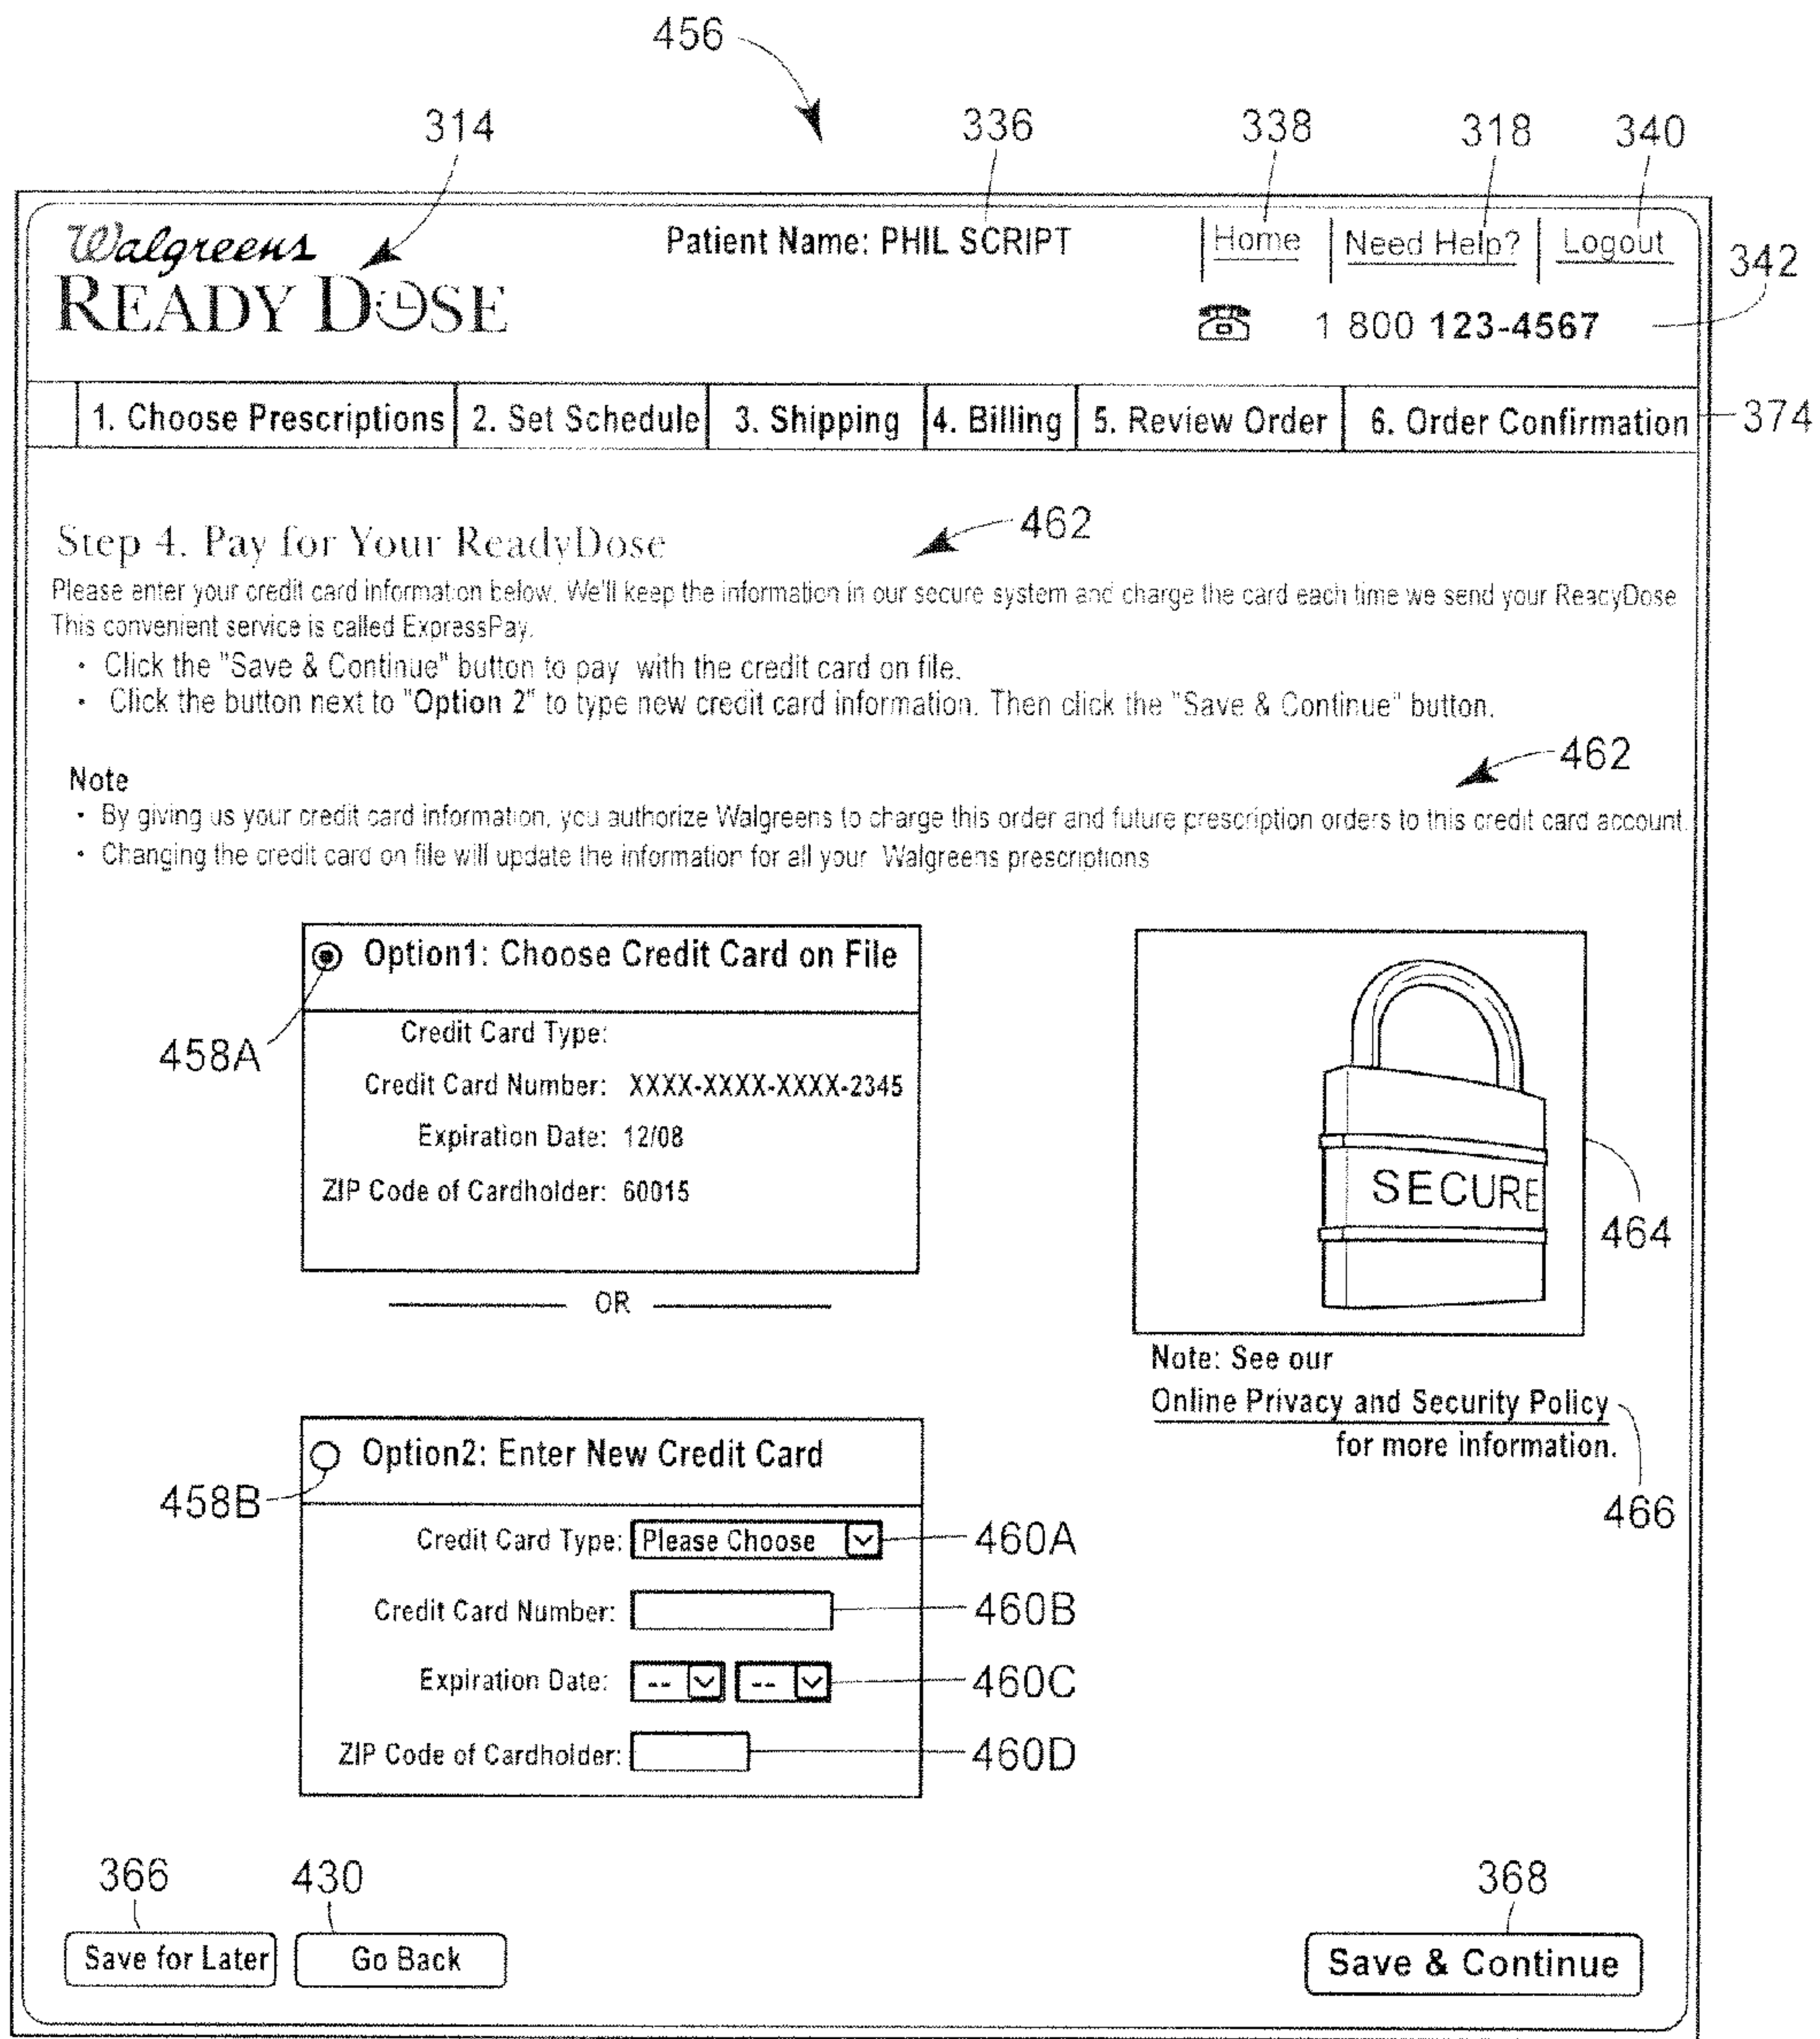 456
314 336 338 318 340
Walgreens
READY DOSE
Patient Name: PHIL SCRIPT
Home Need Help? Logout
342
1 800 123-4567
1. Choose Prescriptions 2. Set Schedule 3. Shipping 4. Billing 5. Review Order 6. Order Confirmation
374
462
Step 4. Pay for Your ReadyDose
Please enter your credit card information below. We'll keep the information in our secure system and charge the card each time we send your ReadyDose
This convenient service is called ExpressPay.
• Click the "Save & Continue" button to pay with the credit card on file.
• Click the button next to "Option 2" to type new credit card information. Then click the "Save & Continue" button.
462
Note
• By giving us your credit card information, you authorize Walgreens to charge this order and future prescription orders to this credit card account.
• Changing the credit card on file will update the information for all your Walgreens prescriptions
Option1: Choose Credit Card on File
458A
Credit Card Type:
Credit Card Number: XXXX-XXXX-XXXX-2345
Expiration Date: 12/08
ZIP Code of Cardholder: 60015
OR
SECURE
464
Note: See our
Online Privacy and Security Policy
for more information.
466
Option2: Enter New Credit Card
458B
Credit Card Type: Please Choose
460A
Credit Card Number:
460B
Expiration Date: -- --
460C
ZIP Code of Cardholder:
460D
366 430 368
Save for Later Go Back Save & Continue